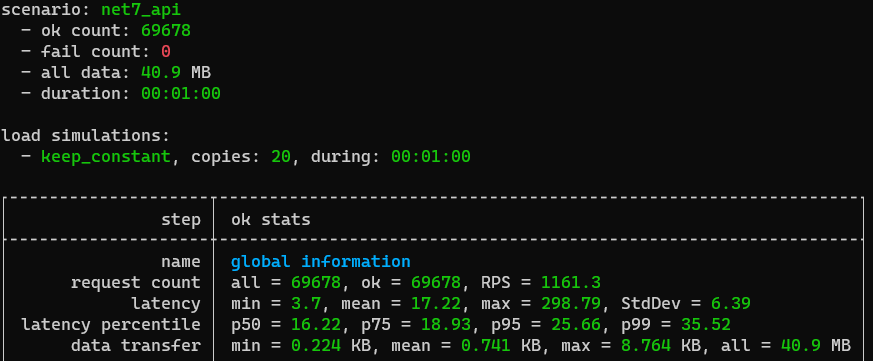 scenario: net7_api
- ok count: 69678
- fail count: 0
- all data: 40.9 MB
- duration: 00:01:00
load simulations:
- keep_constant, copies: 20, during: 00:01:00
step ok stats
name global information
request count all = 69678, ok = 69678, RPS = 1161.3
latency min = 3.7, mean = 17.22, max = 298.79, StdDev = 6.39
latency percentile p50 = 16.22, p75 = 18.93, p95 = 25.66, p99 = 35.52
data transfer min = 0.224 KB, mean = 0.741 KB, max = 8.764 KB, all = 40.9 MB